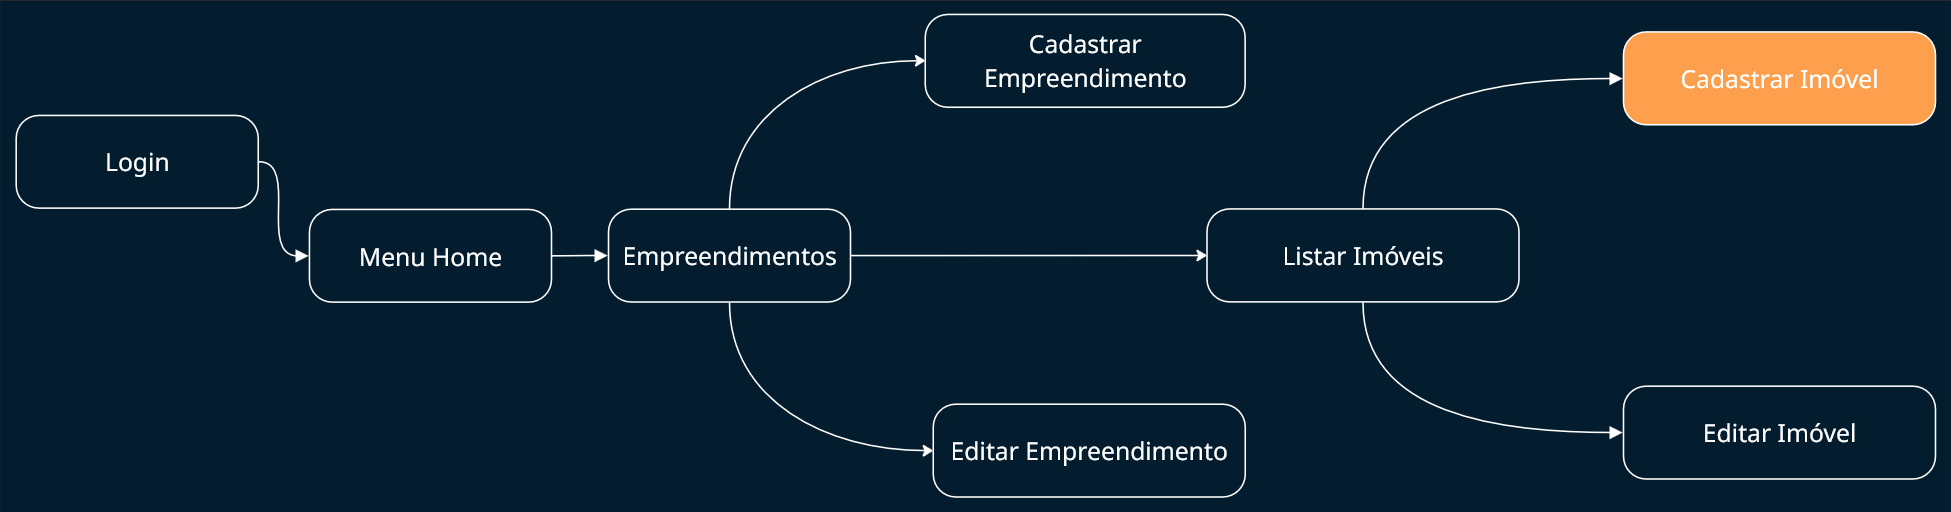 Login
Menu Home
Empreendimentos
Cadastrar
Empreendimento
Editar Empreendimento
Listar Imóveis
Cadastrar Imóvel
Editar Imóvel